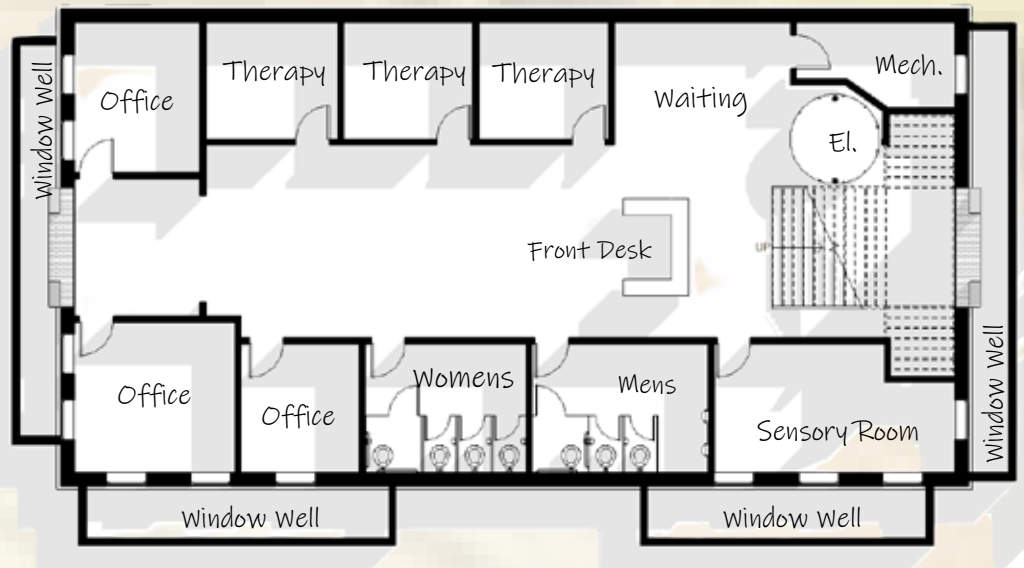 Window Well
Office
Therapy
Therapy
Therapy
Waiting
Mech.
El.
Front Desk
UP
Office
Office
Womens
Mens
Sensory Room
Window Well
Window Well
Window Well